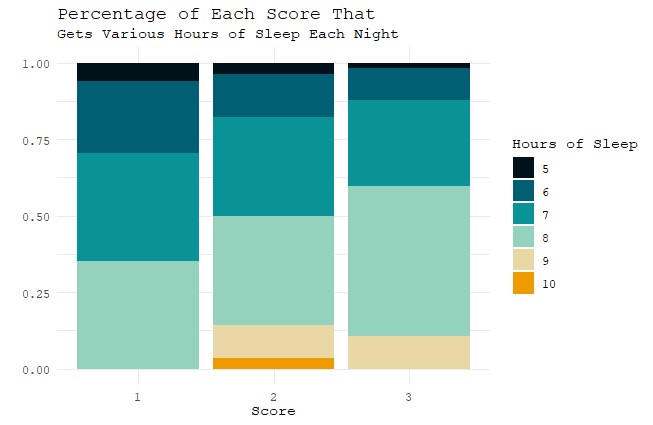 Percentage of Each Score That
Gets Various Hours of Sleep Each Night
1.00
0.75
0.50
0.25
0.00
1 2 3
Score
Hours of Sleep
5
6
7
8
9
10